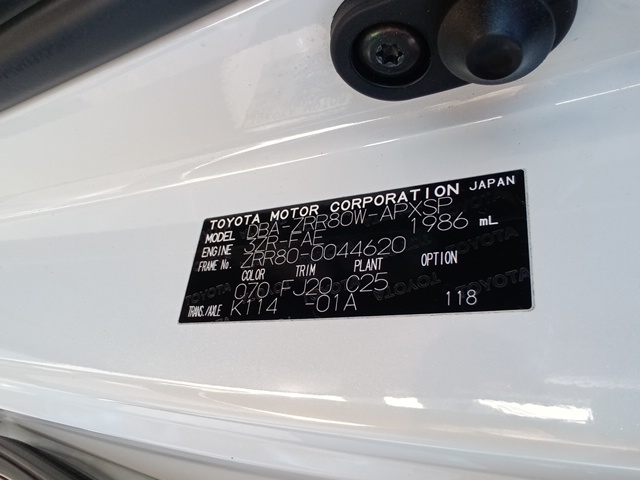 TOYOTA MOTOR CORPORATION JAPAN
MODEL DBA-ZRR80W-APXSP
ENGINE 3ZR-FAE 1986 mL
FRAME No. ZRR80-0044620
COLOR TRIM PLANT OPTION
070 FJ20 C25
TRANS./AXLE K114 -01A 118